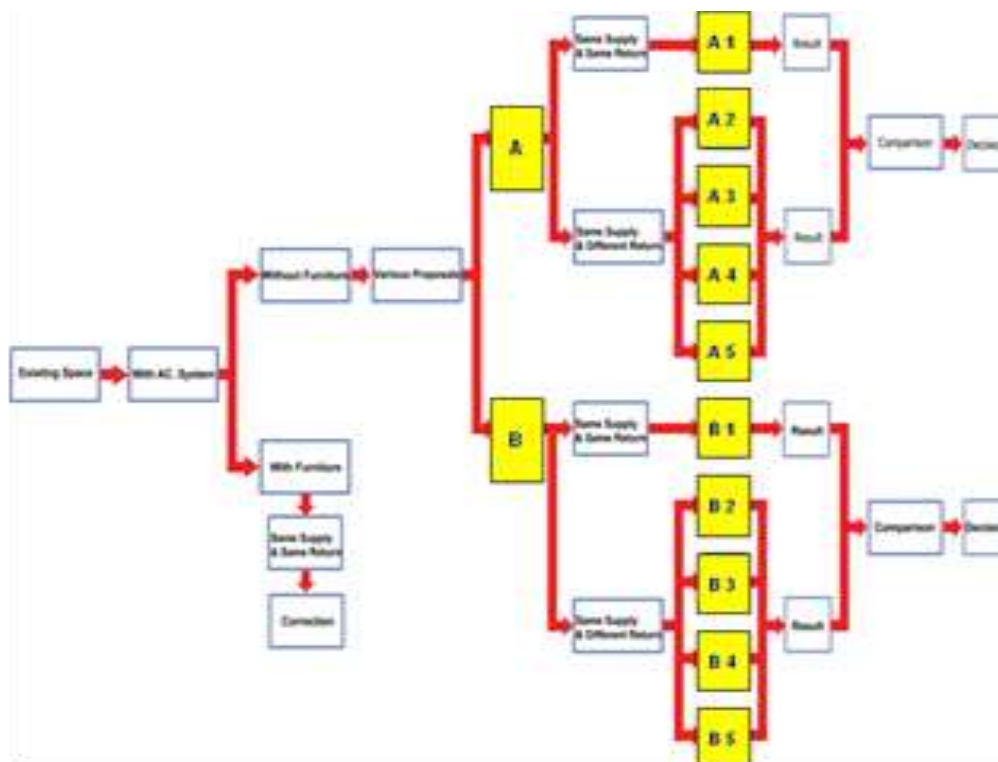 Same Supply
& Same Return
A 1
Result
A 2
A
Comparison
A 3
Same Supply
& Different Return
Result
Without Furniture
Various Proposals
A 4
A 5
Existing Space
With AC. System
Same Supply
& Same Return
B 1
Result
B
With Furniture
B 2
Same Supply
& Same Return
Comparison
B 3
Correction
Same Supply
& Different Return
Result
B 4
B 5